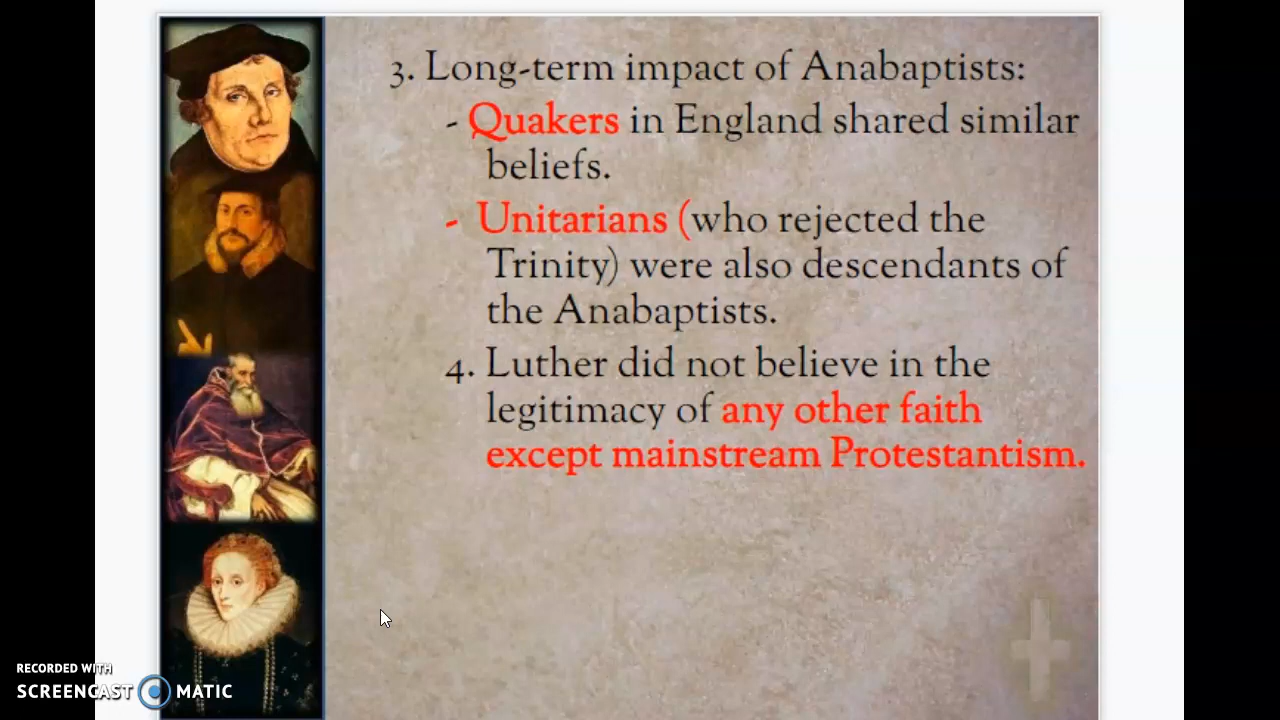 3. Long-term impact of Anabaptists:
- Quakers in England shared similar
beliefs.
- Unitarians (who rejected the
Trinity) were also descendants of
the Anabaptists.
4. Luther did not believe in the
legitimacy of any other faith
except mainstream Protestantism.
RECORDED WITH
SCREENCAST MATIC